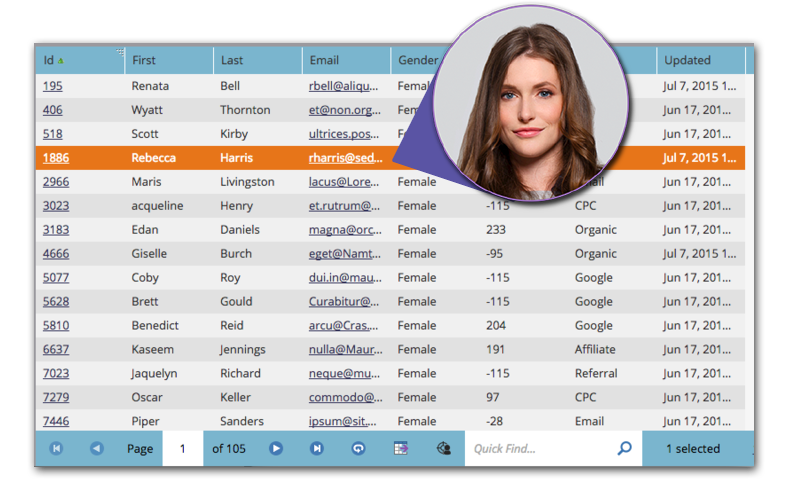 Id First Last Email Gender Updated
195 Renata Bell rbell@aliqu... Jul 7, 2015 1...
406 Wyatt Thornton et@non.org... Jun 17, 201...
518 Scott Kirby ultrices.pos... Jun 17, 201...
1886 Rebecca Harris rharris@sed... Jul 7, 2015 1...
2966 Maris Livingston lacus@Lore... Female Jun 17, 201...
3023 acqueline Henry et.rutrum@... Female -115 CPC Jun 17, 201...
3183 Edan Daniels magna@orc... Female 233 Organic Jun 17, 201...
4666 Giselle Burch eget@Namt... Female -95 Organic Jul 7, 2015 1...
5077 Coby Roy dui.in@mau... Female -115 Google Jun 17, 201...
5628 Brett Gould Curabitur@... Female -115 Google Jun 17, 201...
5810 Benedict Reid arcu@Cras.... Female 204 Google Jun 17, 201...
6637 Kaseem Jennings nulla@Maur... Female 191 Affiliate Jun 17, 201...
7023 Jaquelyn Richard neque@mu... Female -115 Referral Jun 17, 201...
7279 Oscar Keller commodo@... Female 97 CPC Jun 17, 201...
7446 Piper Sanders ipsum@sit.... Female -28 Email Jun 17, 201...
Page 1 of 105 Quick Find... 1 selected